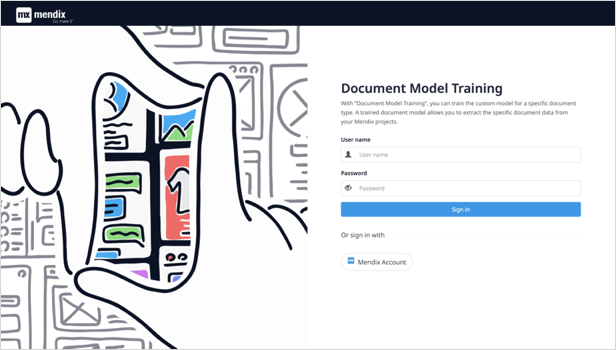 mx mendix
Go make it
Document Model Training
With "Document Model Training", you can train the custom model for a specific document
type. A trained document model allows you to extract the specific document data from
your Mendix projects.
User name
User name
Password
Password
Sign in
Or sign in with
Mendix Account